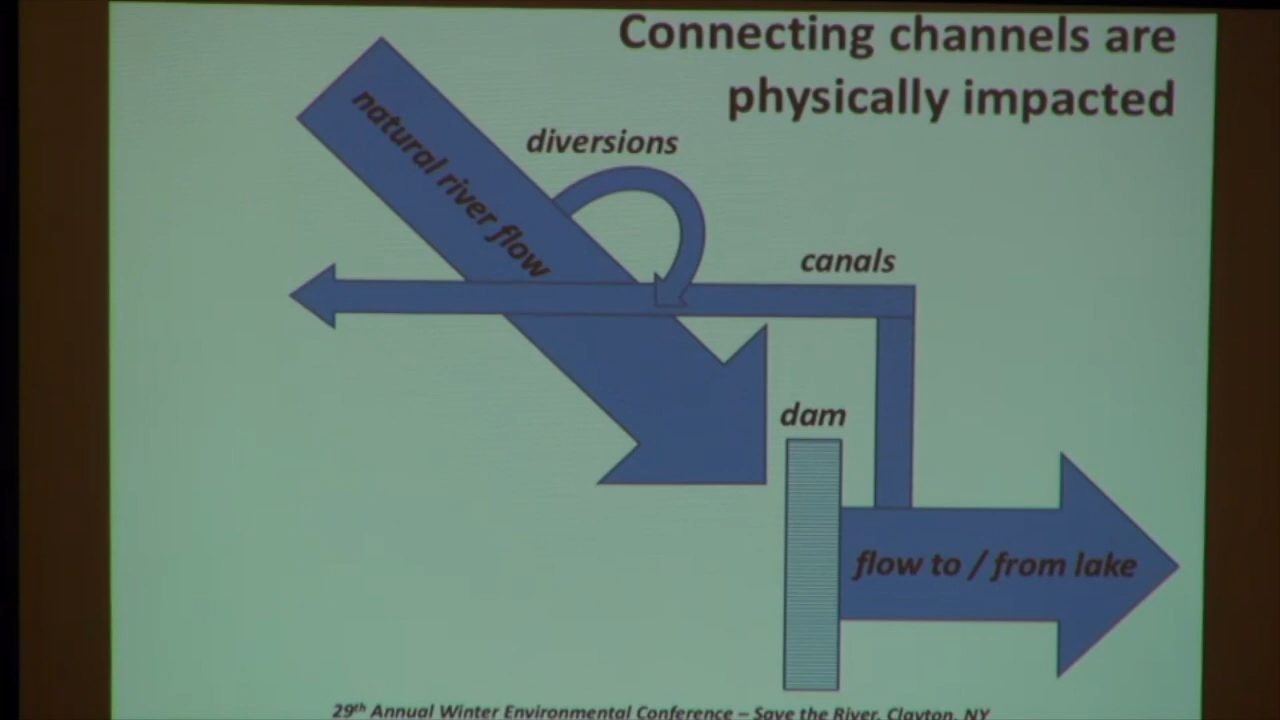 Connecting channels are
physically impacted
natural river flow
diversions
canals
dam
flow to / from lake
29th Annual Winter Environmental Conference – Save the River, Clayton, NY